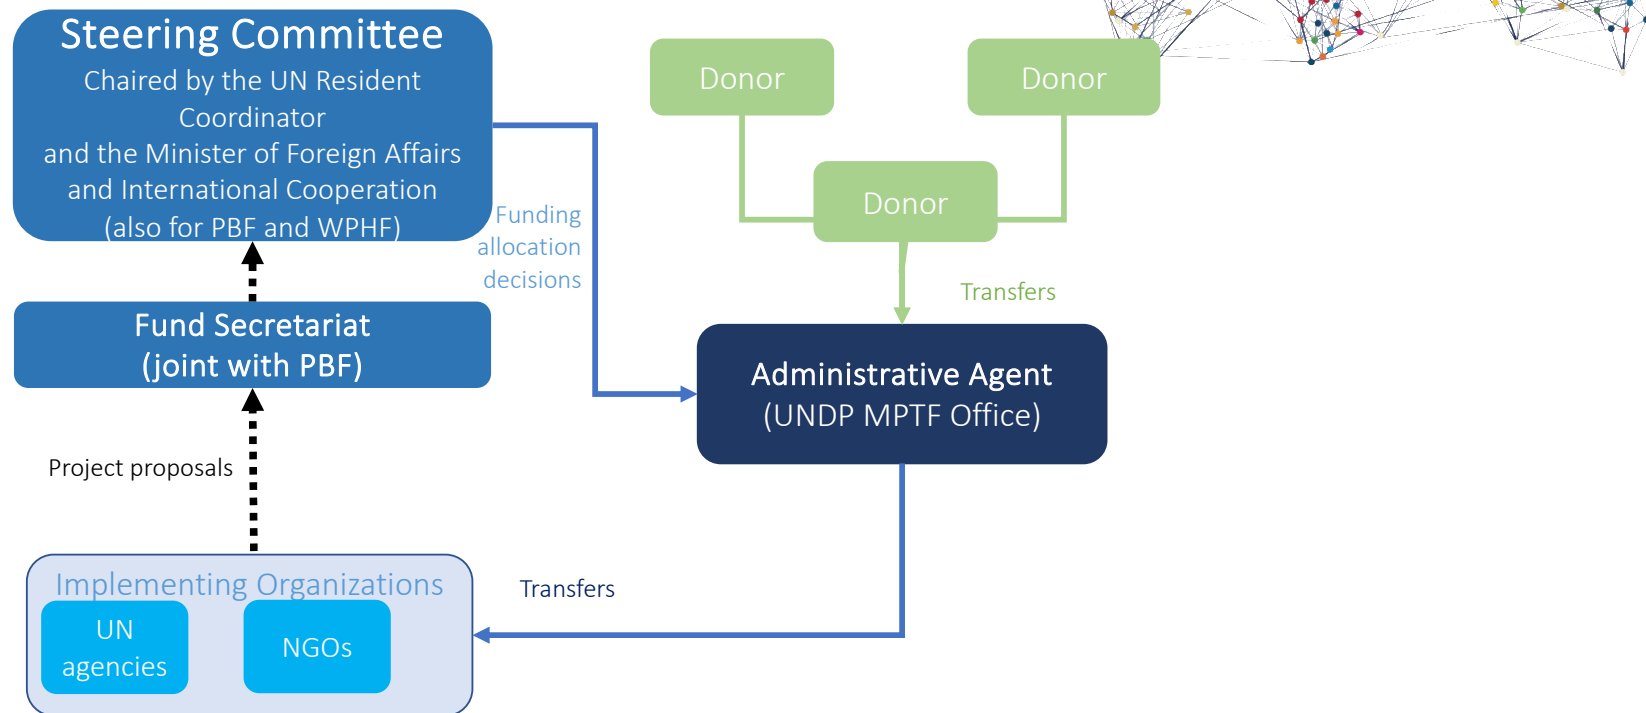 Steering Committee
Chaired by the UN Resident
Coordinator
and the Minister of Foreign Affairs
and International Cooperation
(also for PBF and WPHF)
Donor
Donor
Donor
Funding
allocation
decisions
Transfers
Fund Secretariat
(joint with PBF)
Administrative Agent
(UNDP MPTF Office)
Project proposals
Implementing Organizations
UN
agencies
NGOs
Transfers